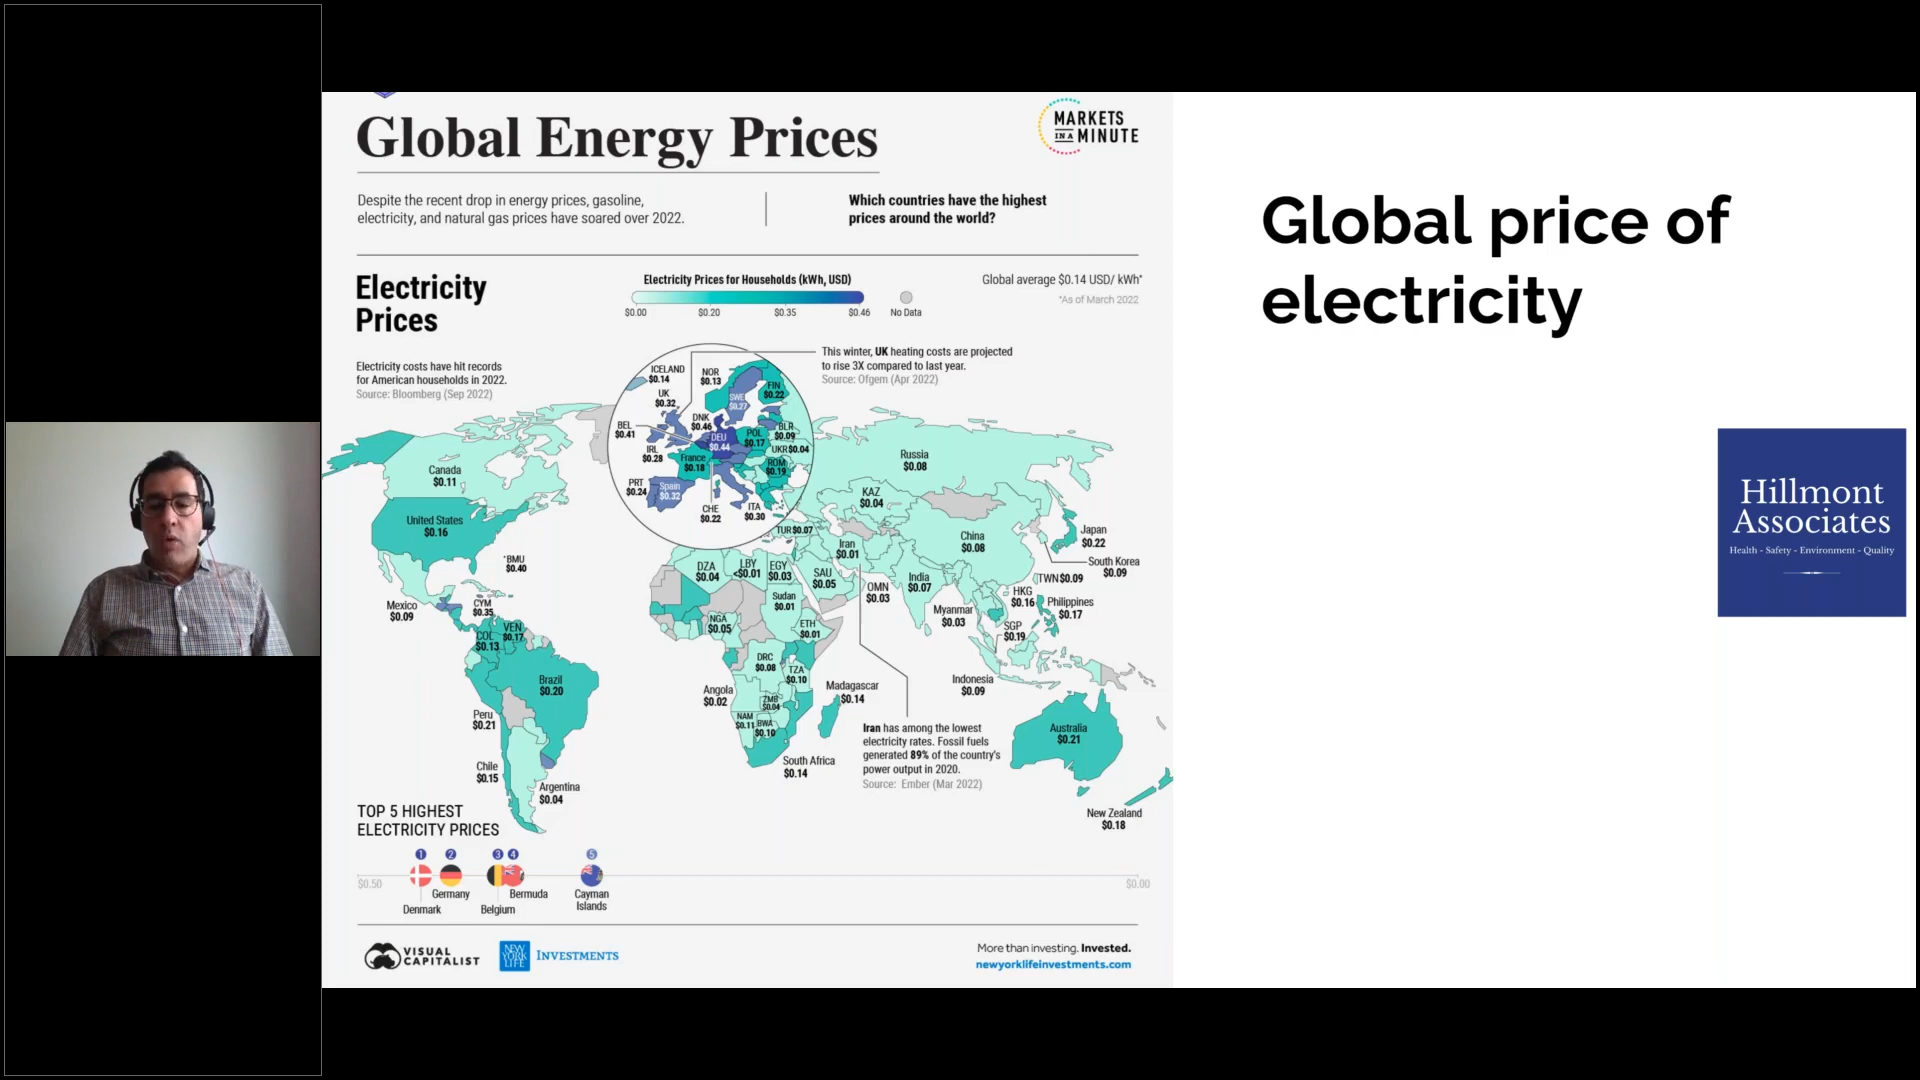 Global Energy Prices
MARKETS
IN A
MINUTE
Despite the recent drop in energy prices, gasoline,
electricity, and natural gas prices have soared over 2022.
Which countries have the highest
prices around the world?
Electricity
Prices
Electricity Prices for Households (kWh, USD)
$0.00
$0.20
$0.35
$0.46
No Data
Global average $0.14 USD/ kWh*
*As of March 2022
Electricity costs have hit records
for American households in 2022.
Source: Bloomberg (Sep 2022)
This winter, UK heating costs are projected
to rise 3X compared to last year.
Source: Ofgem (Apr 2022)
ICELAND
$0.14
NOR
$0.13
UK
$0.32
SWE
$0.27
FIN
$0.22
BEL
$0.41
DNK
$0.46
DEU
$0.44
POL
$0.17
BLR
$0.09
IRL
$0.28
France
$0.18
UKR $0.04
ROM
$0.19
PRT
$0.24
Spain
$0.32
CHE
$0.22
ITA
$0.30
TUR $0.07
Canada
$0.11
United States
$0.16
*BMU
$0.40
Mexico
$0.09
CYM
$0.35
COL
$0.13
VEN
$0.17
Brazil
$0.20
Peru
$0.21
Chile
$0.15
Argentina
$0.04
Russia
$0.08
KAZ
$0.04
China
$0.08
Japan
$0.22
South Korea
$0.09
Iran
$0.01
DZA
$0.04
LBY
<$0.01
EGY
$0.03
SAU
$0.05
OMN
$0.03
India
$0.07
TWN $0.09
HKG
$0.16
Philippines
$0.17
Myanmar
$0.03
SGP
$0.19
Sudan
$0.01
NGA
$0.05
ETH
$0.01
DRC
$0.08
TZA
$0.10
Indonesia
$0.09
Angola
$0.02
ZMB
$0.04
Madagascar
$0.14
NAM
$0.11
BWA
$0.10
South Africa
$0.14
Iran has among the lowest
electricity rates. Fossil fuels
generated 89% of the country's
power output in 2020.
Source: Ember (Mar 2022)
Australia
$0.21
New Zealand
$0.18
TOP 5 HIGHEST
ELECTRICITY PRICES
1
2
3
4
5
$0.50
$0.00
Germany
Bermuda
Cayman
Islands
Denmark
Belgium
VISUAL
CAPITALIST
NEW
YORK
LIFE
INVESTMENTS
More than investing. Invested.
newyorklifeinvestments.com
Global price of
electricity
Hillmont
Associates
Health - Safety - Environment - Quality